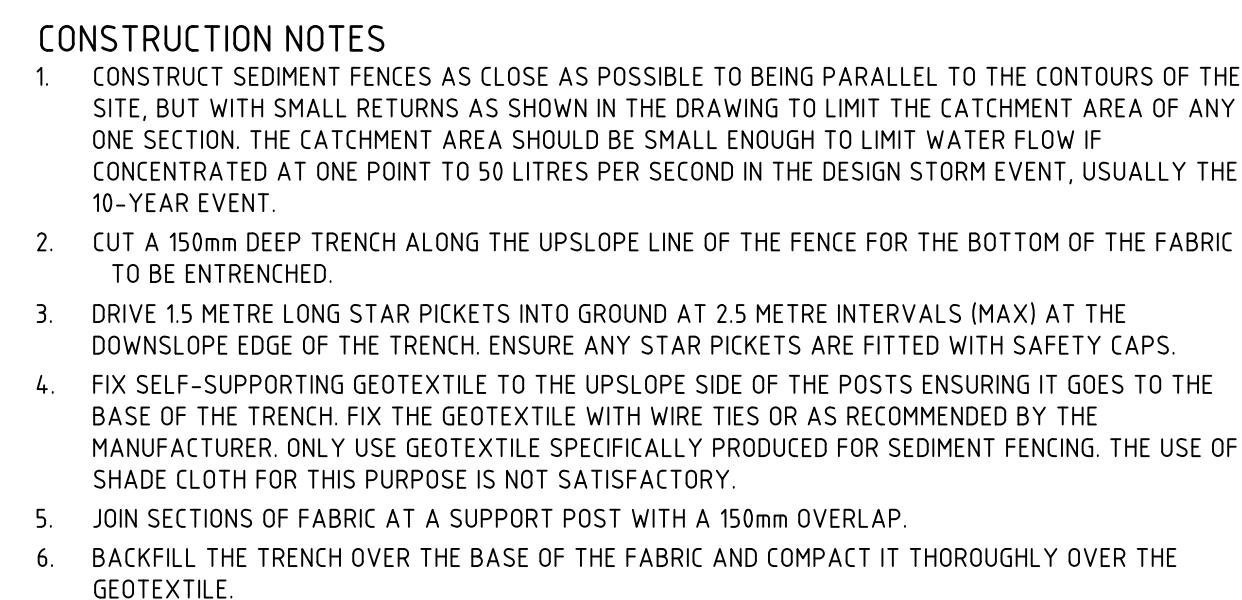 CONSTRUCTION NOTES
1. CONSTRUCT SEDIMENT FENCES AS CLOSE AS POSSIBLE TO BEING PARALLEL TO THE CONTOURS OF THE
SITE, BUT WITH SMALL RETURNS AS SHOWN IN THE DRAWING TO LIMIT THE CATCHMENT AREA OF ANY
ONE SECTION. THE CATCHMENT AREA SHOULD BE SMALL ENOUGH TO LIMIT WATER FLOW IF
CONCENTRATED AT ONE POINT TO 50 LITRES PER SECOND IN THE DESIGN STORM EVENT, USUALLY THE
10-YEAR EVENT.
2. CUT A 150mm DEEP TRENCH ALONG THE UPSLOPE LINE OF THE FENCE FOR THE BOTTOM OF THE FABRIC
TO BE ENTRENCHED.
3. DRIVE 1.5 METRE LONG STAR PICKETS INTO GROUND AT 2.5 METRE INTERVALS (MAX) AT THE
DOWNSLOPE EDGE OF THE TRENCH. ENSURE ANY STAR PICKETS ARE FITTED WITH SAFETY CAPS.
4. FIX SELF-SUPPORTING GEOTEXTILE TO THE UPSLOPE SIDE OF THE POSTS ENSURING IT GOES TO THE
BASE OF THE TRENCH. FIX THE GEOTEXTILE WITH WIRE TIES OR AS RECOMMENDED BY THE
MANUFACTURER. ONLY USE GEOTEXTILE SPECIFICALLY PRODUCED FOR SEDIMENT FENCING. THE USE OF
SHADE CLOTH FOR THIS PURPOSE IS NOT SATISFACTORY.
5. JOIN SECTIONS OF FABRIC AT A SUPPORT POST WITH A 150mm OVERLAP.
6. BACKFILL THE TRENCH OVER THE BASE OF THE FABRIC AND COMPACT IT THOROUGHLY OVER THE
GEOTEXTILE.